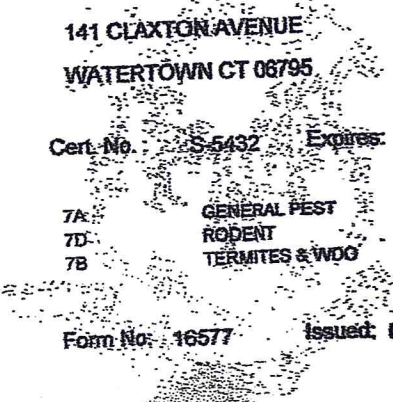 141 CLAXTON AVENUE
WATERTOWN CT 06795
Cert. No. : S-5432 Expires:
7A GENERAL PEST
7D RODENT
7B TERMITES & WDO
Form No: 16577 Issued: